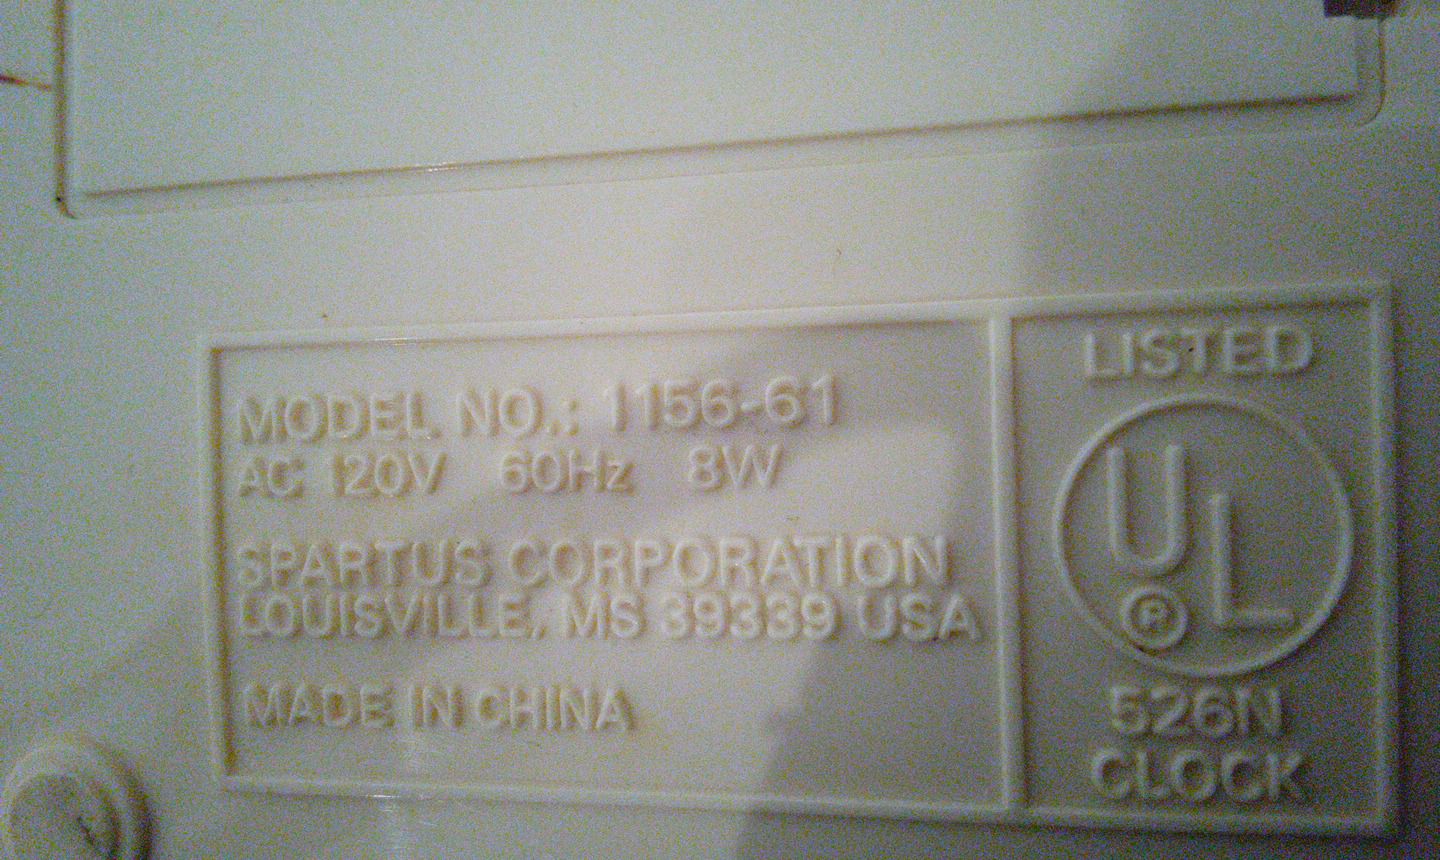 MODEL NO.: 1156-61
AC 120V 60Hz 8W
SPARTUS CORPORATION
LOUISVILLE, MS 39339 USA
MADE IN CHINA
LISTED
UL
®
526N
CLOCK